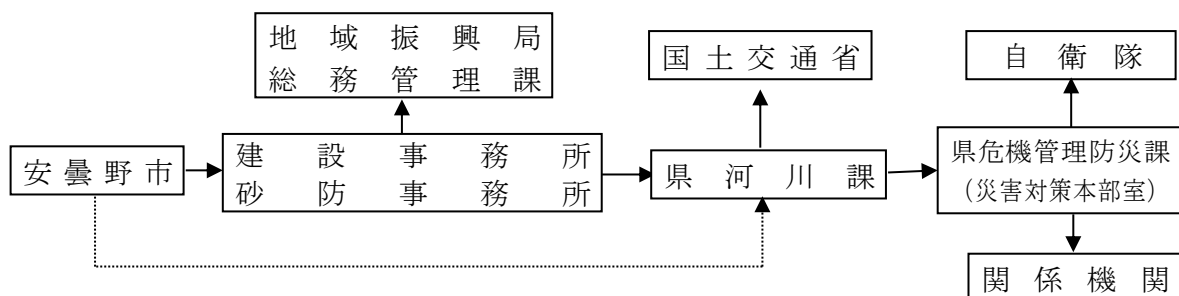 地域振興局
総務管理課
国土交通省
自衛隊
安曇野市
建設事務所
砂防事務所
県河川課
県危機管理防災課
（災害対策本部室）
関係機関